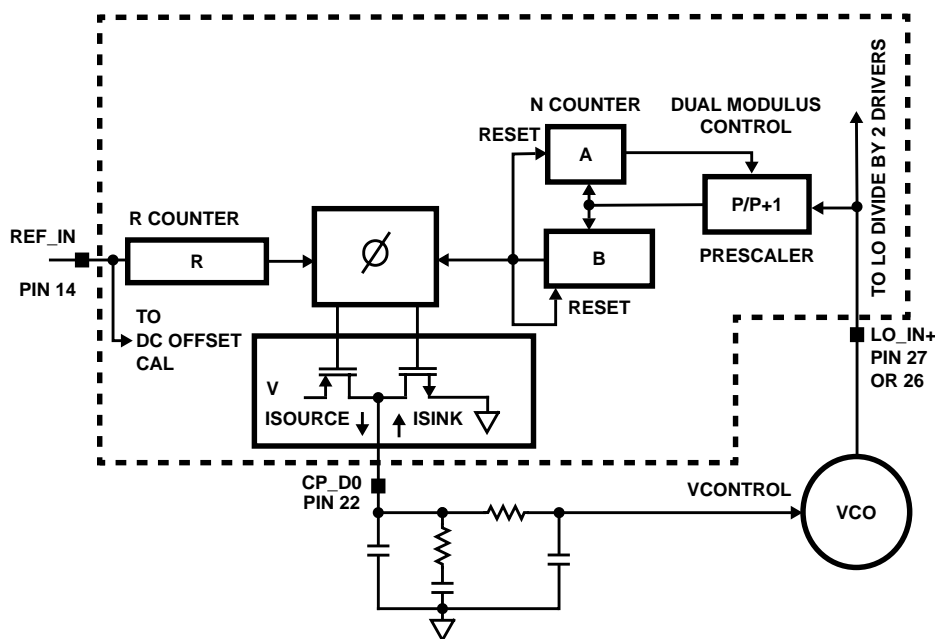 TO LO DIVIDE BY 2 DRIVERS
N COUNTER
DUAL MODULUS
CONTROL
RESET
A
P/P+1
PRESCALER
R COUNTER
REF_IN
R
Ø
B
PIN 14
RESET
TO
DC OFFSET
CAL
LO_IN+
PIN 27
OR 26
V
ISOURCE
ISINK
CP_D0
PIN 22
VCONTROL
VCO